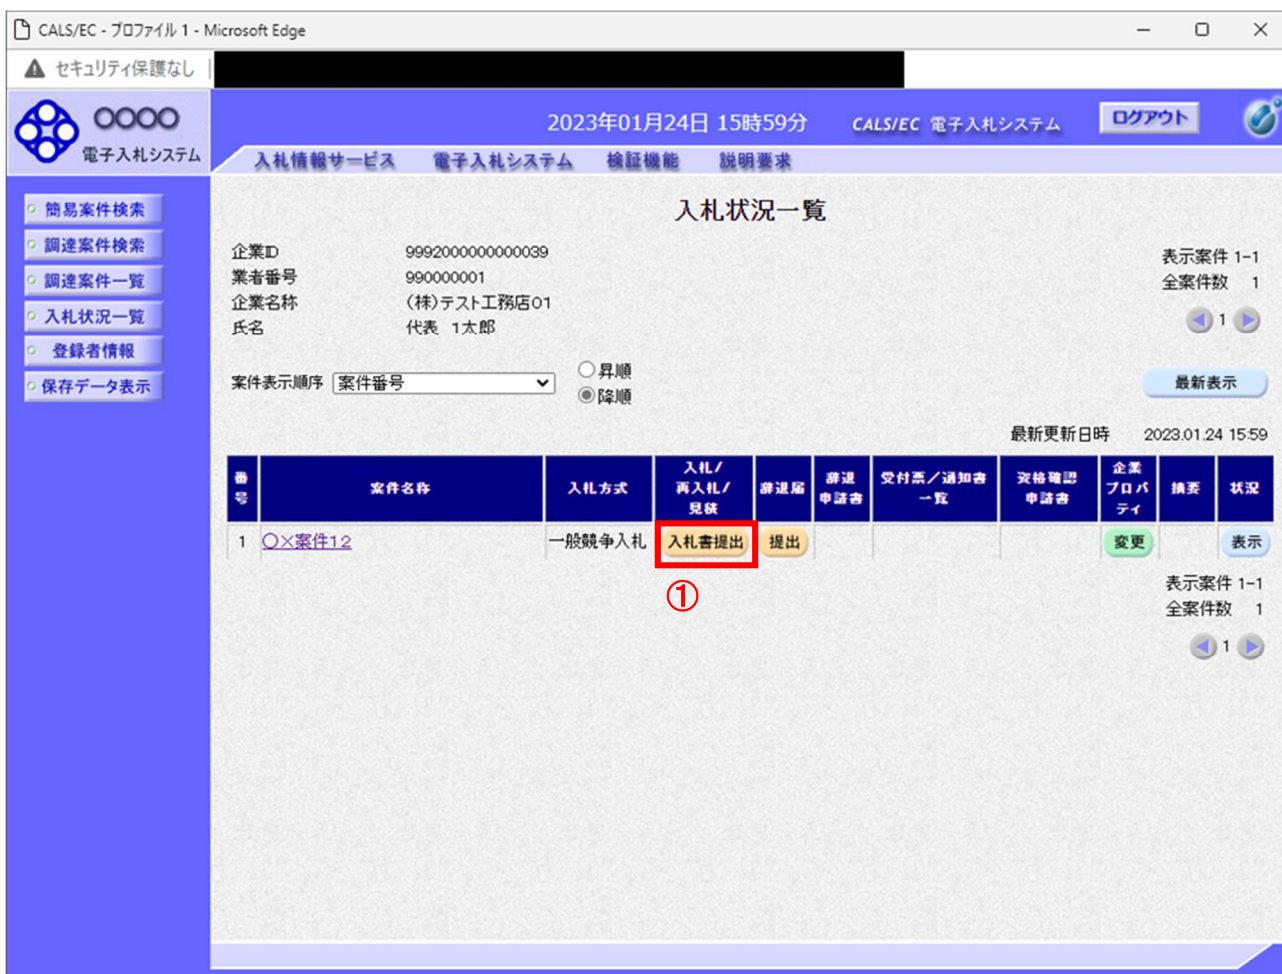 CALS/EC - プロファイル 1 - Microsoft Edge
セキュリティ保護なし
〇〇〇〇
電子入札システム
2023年01月24日 15時59分
CALS/EC 電子入札システム
ログアウト
入札情報サービス 電子入札システム 検証機能 説明要求
簡易案件検索
調達案件検索
調達案件一覧
入札状況一覧
登録者情報
保存データ表示
入札状況一覧
企業ID 9992000000000039
業者番号 990000001
企業名称 (株)テスト工務店01
氏名 代表 1太郎
表示案件 1-1
全案件数 1
1
案件表示順序 案件番号
昇順
降順
最新表示
最新更新日時 2023.01.24 15:59
番号 案件名称 入札方式 入札/再入札/見積 辞退届 辞退申請書 受付票/通知書一覧 資格確認申請書 企業プロパティ 摘要 状況
1 〇×案件12 一般競争入札 入札書提出 提出 変更 表示
①
表示案件 1-1
全案件数 1
1